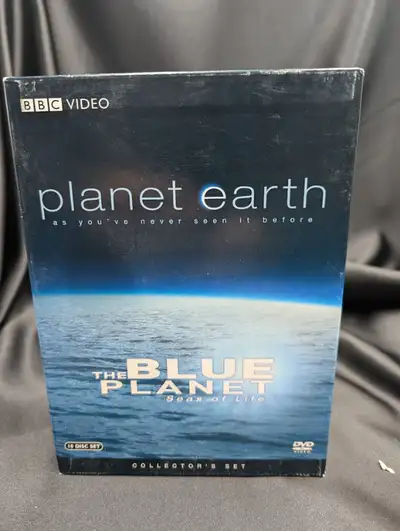 BBC VIDEO
planet earth
as you've never seen it before
THE BLUE
PLANET
Seas of Life
10 DISC SET
DVD
VIDEO
COLLECTOR'S SET